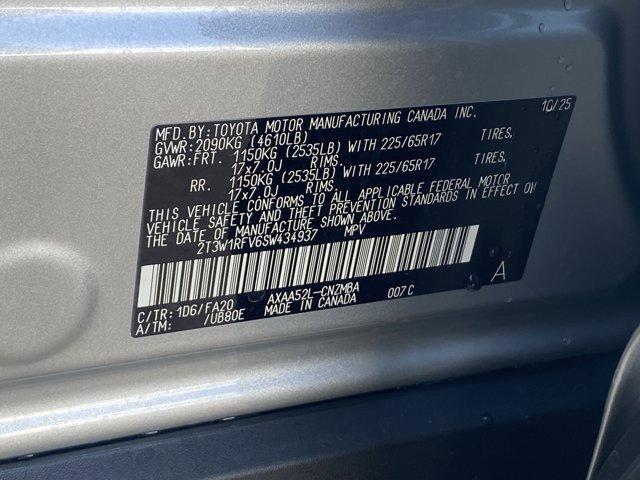 MFD.BY:TOYOTA MOTOR MANUFACTURING CANADA INC. 10/25
GVWR:2090KG (4610LB)
GAWR:FRT. 1150KG (2535LB) WITH 225/65R17 TIRES,
17x7.0J RIMS.
RR. 1150KG (2535LB) WITH 225/65R17 TIRES,
17x7.0J RIMS.
THIS VEHICLE CONFORMS TO ALL APPLICABLE FEDERAL MOTOR
VEHICLE SAFETY AND THEFT PREVENTION STANDARDS IN EFFECT ON
THE DATE OF MANUFACTURE SHOWN ABOVE.
2T3W1RFV6SW434937 MPV
C/TR:1D6/FA20 AXAA52L-CNZMBA 007C A
A/TM: /UB80E MADE IN CANADA